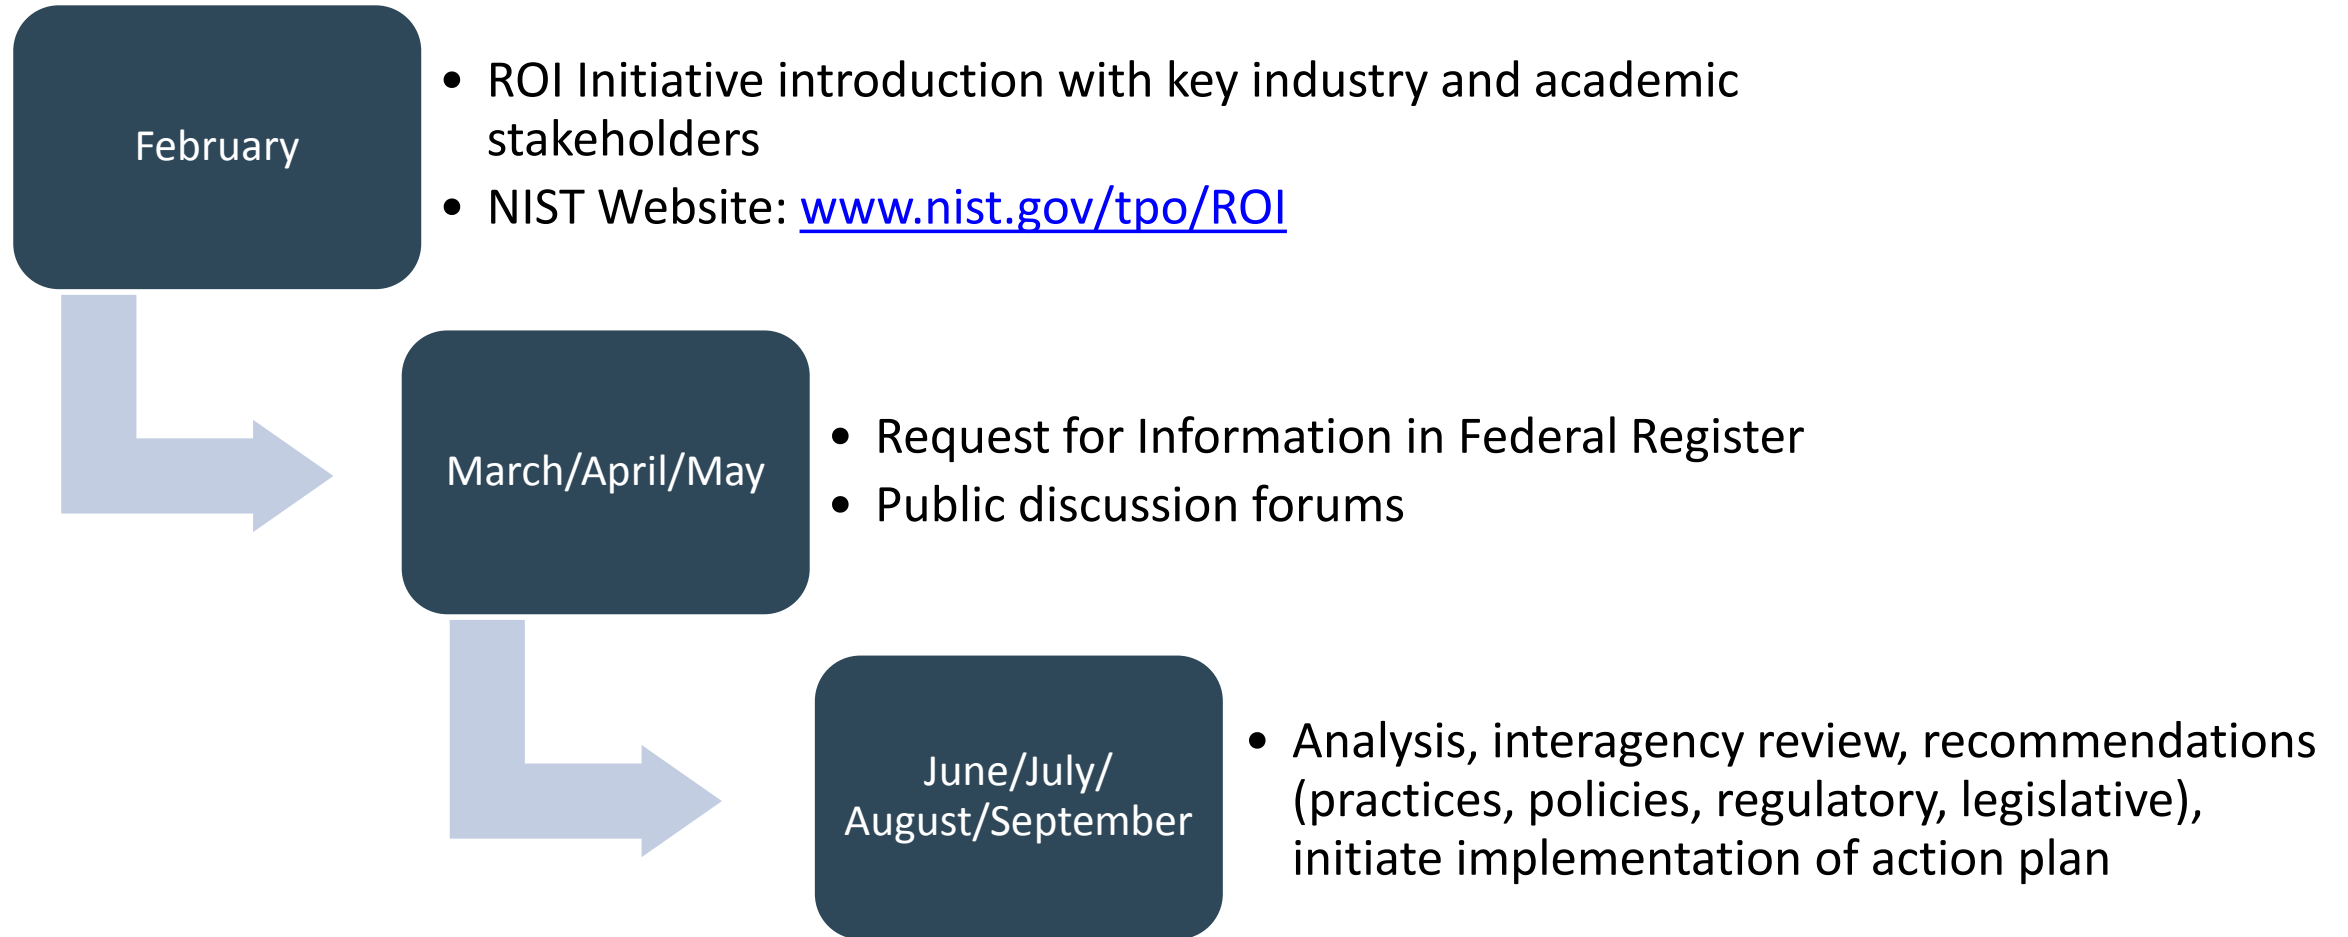 February
• ROI Initiative introduction with key industry and academic
stakeholders
• NIST Website: www.nist.gov/tpo/ROI
March/April/May
• Request for Information in Federal Register
• Public discussion forums
June/July/
August/September
• Analysis, interagency review, recommendations
(practices, policies, regulatory, legislative),
initiate implementation of action plan